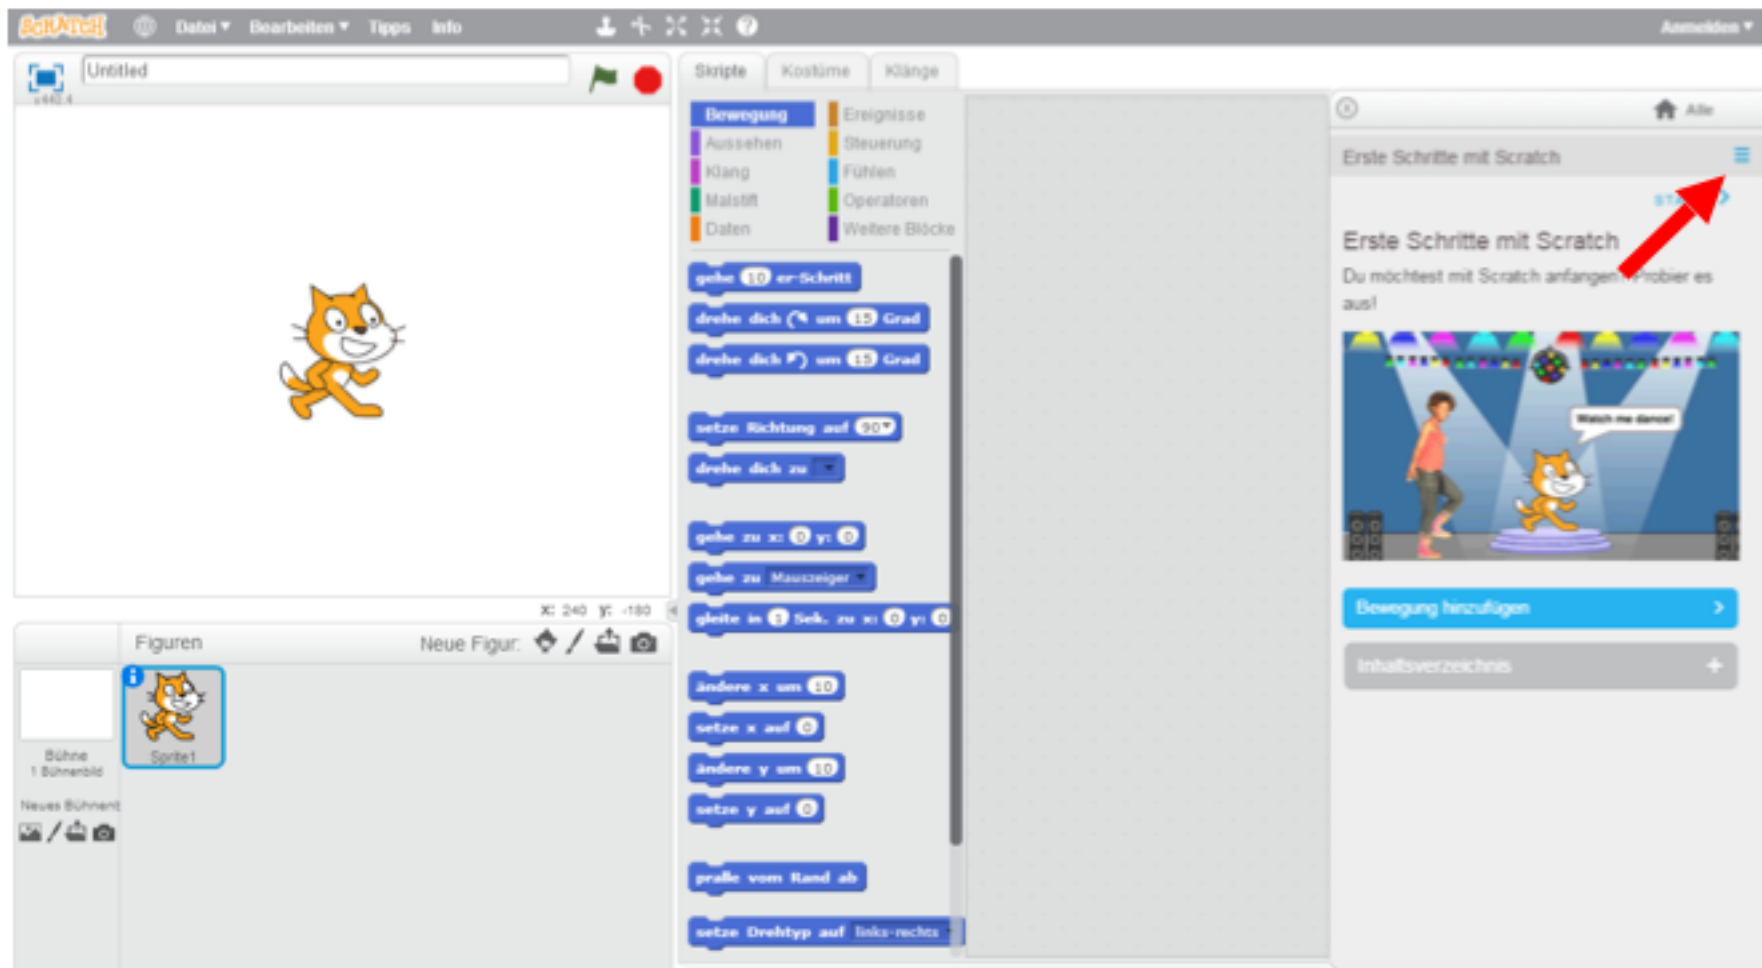 SCRATCH Datei Bearbeiten Tipps Info Anmelden
Untitled
v442.4
Skripte Kostüme Klänge
Bewegung Ereignisse
Aussehen Steuerung
Klang Fühlen
Malstift Operatoren
Daten Weitere Blöcke
gehe 10 er-Schritt
drehe dich um 15 Grad
drehe dich um 15 Grad
setze Richtung auf 90
drehe dich zu
gehe zu x: 0 y: 0
gehe zu Mauszeiger
gleite in 1 Sek. zu x: 0 y: 0
ändere x um 10
setze x auf 0
ändere y um 10
setze y auf 0
pralle vom Rand ab
setze Drehtyp auf links-rechts
x: 240 y: -180
Figuren Neue Figur:
Sprite1
Bühne
1 Bühnenbild
Neues Bühnent
Alle
Erste Schritte mit Scratch
Erste Schritte mit Scratch
Du möchtest mit Scratch anfangen? Probier es
aus!
Watch me dance!
Bewegung hinzufügen
Inhaltsverzeichnis